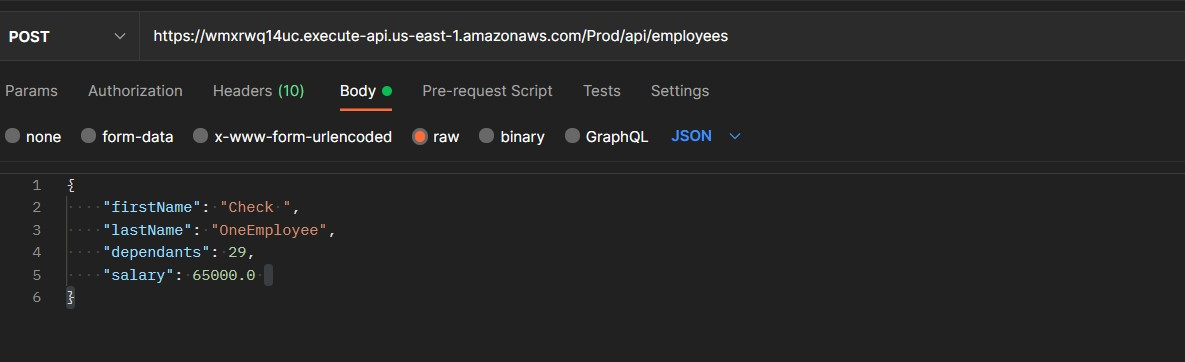 POST https://wmxrwq14uc.execute-api.us-east-1.amazonaws.com/Prod/api/employees
Params Authorization Headers (10) Body Pre-request Script Tests Settings
none form-data x-www-form-urlencoded raw binary GraphQL JSON
1 {
2 "firstName": "Check ",
3 "lastName": "OneEmployee",
4 "dependants": 29,
5 "salary": 65000.0
6 }